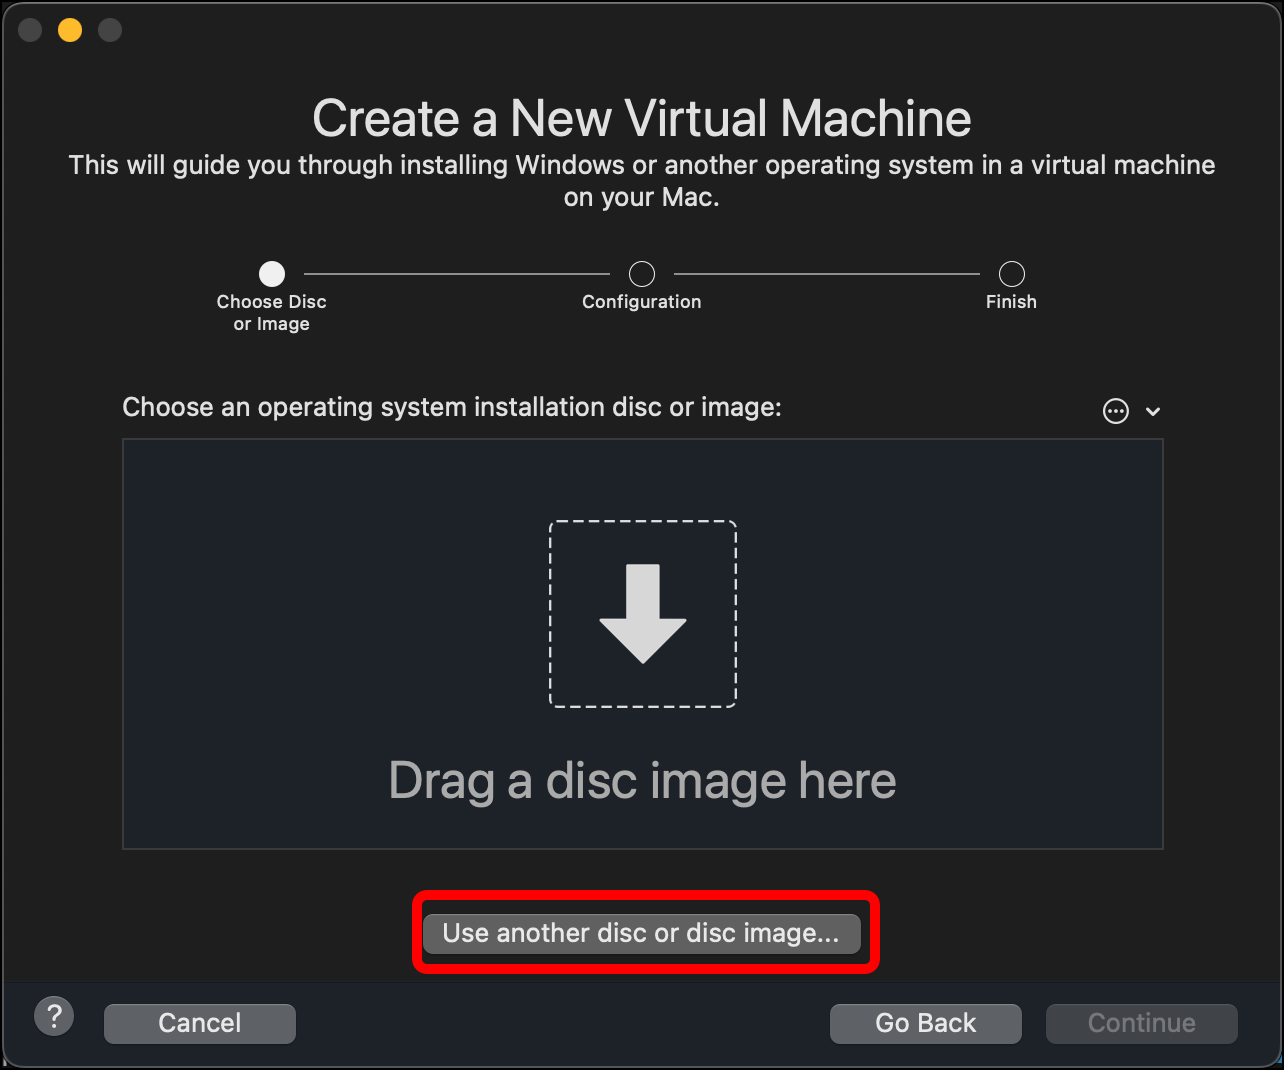 Create a New Virtual Machine
This will guide you through installing Windows or another operating system in a virtual machine
on your Mac.
Choose Disc
or Image
Configuration
Finish
Choose an operating system installation disc or image:
Drag a disc image here
Use another disc or disc image...
?
Cancel
Go Back
Continue